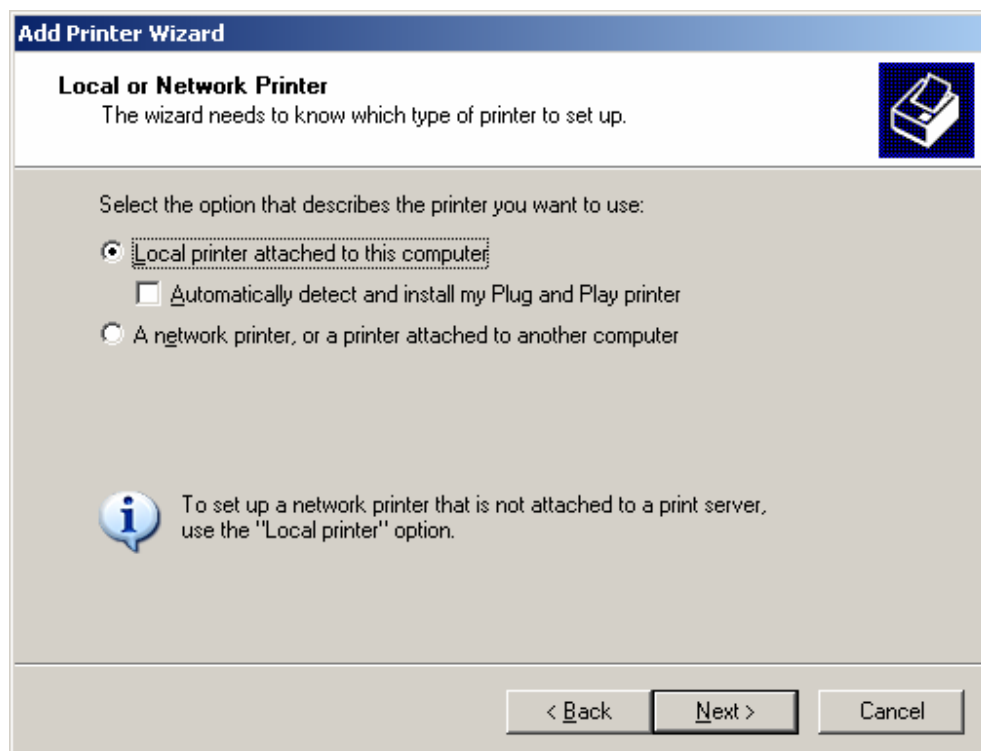 Add Printer Wizard
Local or Network Printer
The wizard needs to know which type of printer to set up.
Select the option that describes the printer you want to use:
Local printer attached to this computer
Automatically detect and install my Plug and Play printer
A network printer, or a printer attached to another computer
To set up a network printer that is not attached to a print server,
use the "Local printer" option.
< Back Next > Cancel